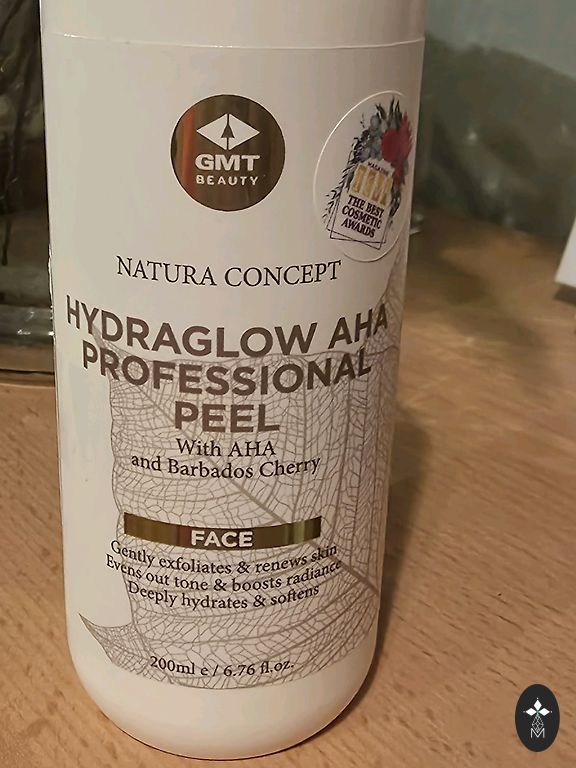 GMT
BEAUTY
THE BEST
COSMETIC
AWARDS
NATURA CONCEPT
HYDRAGLOW AHA
PROFESSIONAL
PEEL
With AHA
and Barbados Cherry
FACE
Gently exfoliates & renews skin
Evens out tone & boosts radiance
Deeply hydrates & softens
200ml e / 6.76 fl.oz.
M